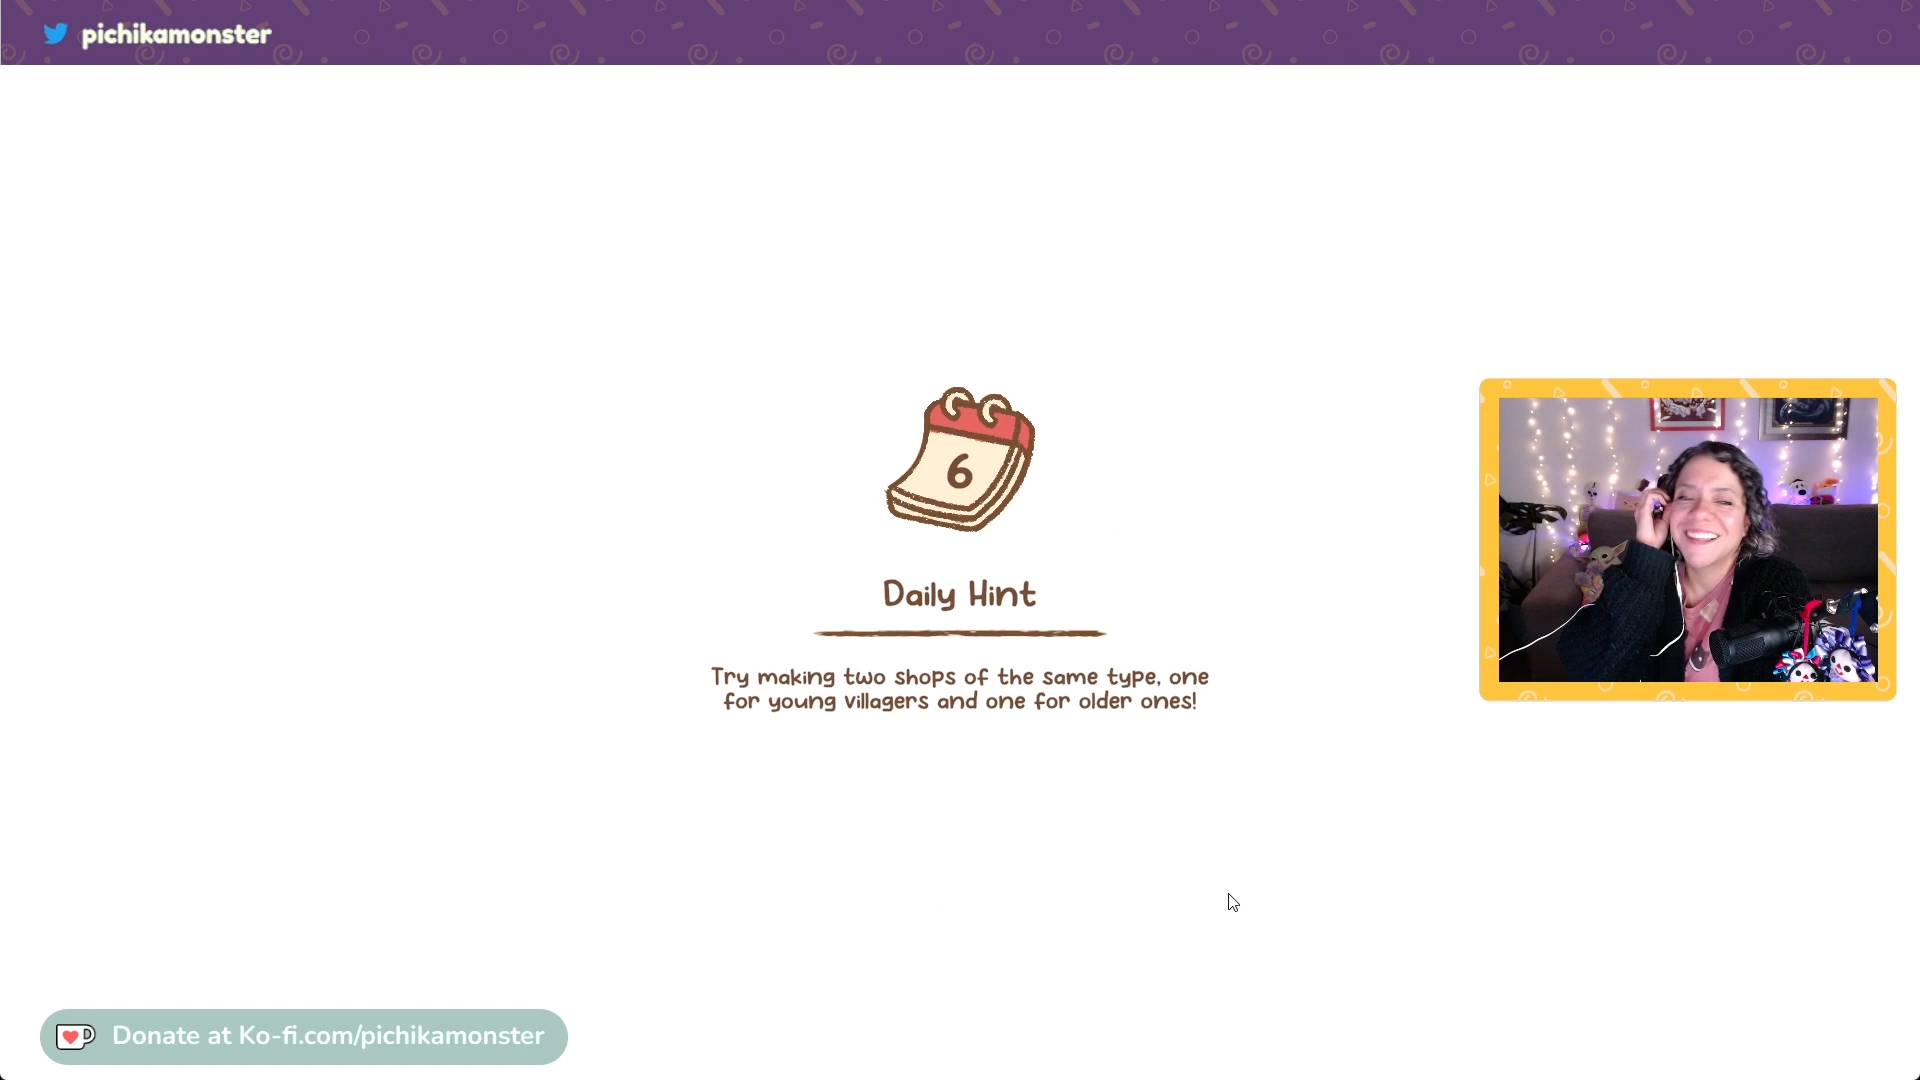 pichikamonster
6
Daily Hint
Try making two shops of the same type, one
for young villagers and one for older ones!
Donate at Ko-fi.com/pichikamonster